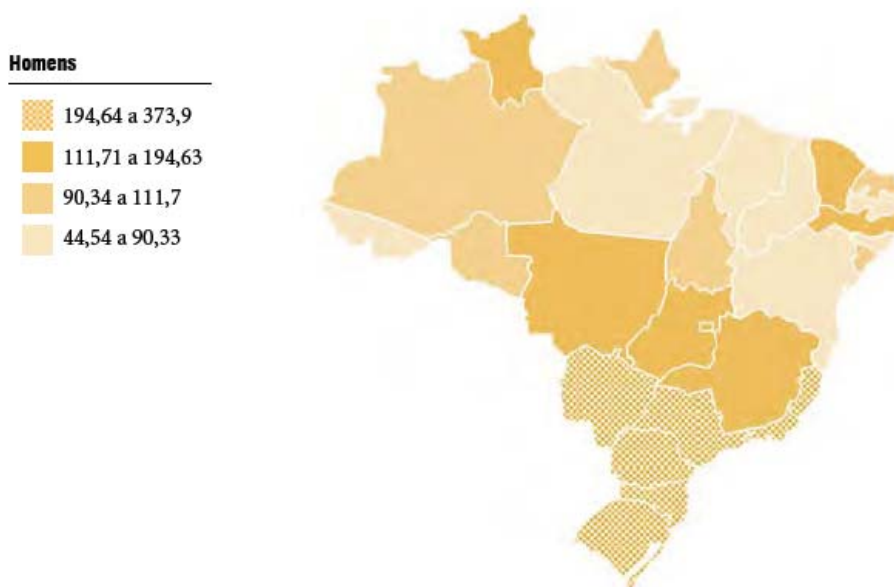 Homens
194,64 a 373,9
111,71 a 194,63
90,34 a 111,7
44,54 a 90,33